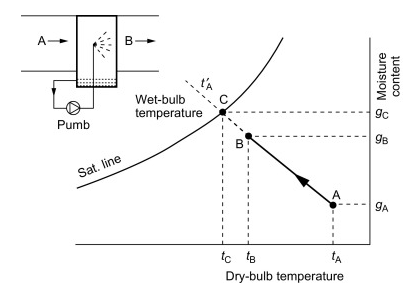 A
B
Pumb
t′A
C
Wet-bulb
temperature
B
Sat. line
A
Moisture
content
gC
gB
gA
tC
tB
tA
Dry-bulb temperature